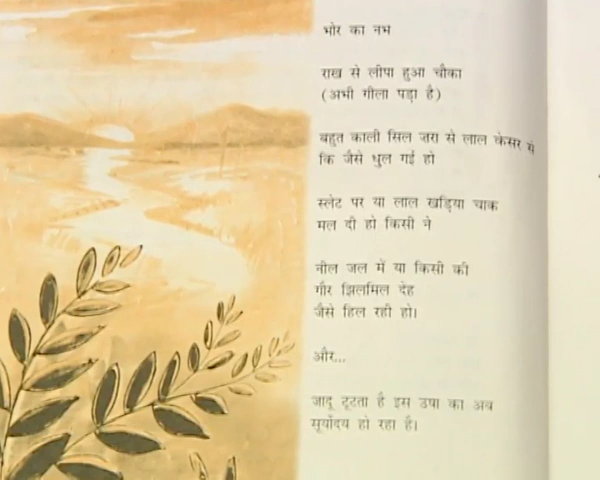 भोर का नभ
राख से लीपा हुआ चौका
(अभी गीला पड़ा है)
बहुत काली सिल जरा से लाल केसर से
कि जैसे धुल गई हो
स्लेट पर या लाल खड़िया चाक
मल दी हो किसी ने
नील जल में या किसी की
गौर झिलमिल देह
जैसे हिल रही हो।
और...
जादू टूटता है इस उषा का अब
सूर्योदय हो रहा है।